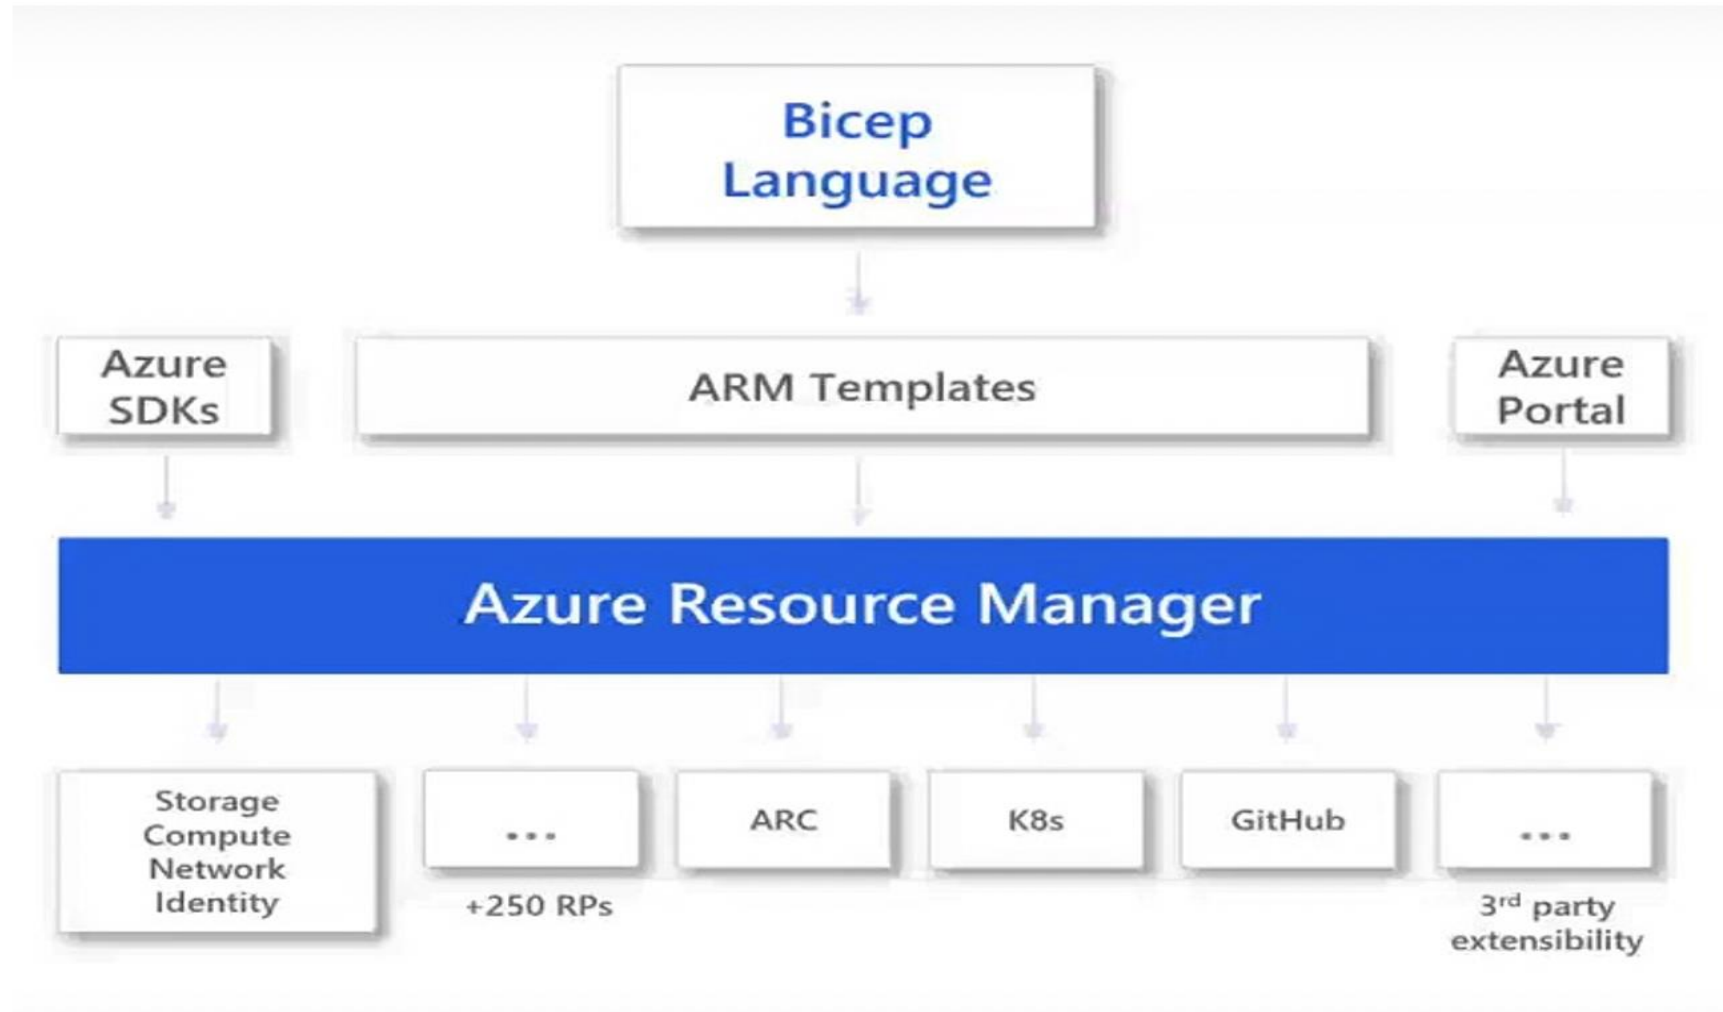 Bicep
Language
Azure
SDKs
ARM Templates
Azure
Portal
Azure Resource Manager
Storage
Compute
Network
Identity
...
+250 RPs
ARC
K8s
GitHub
...
3rd party
extensibility